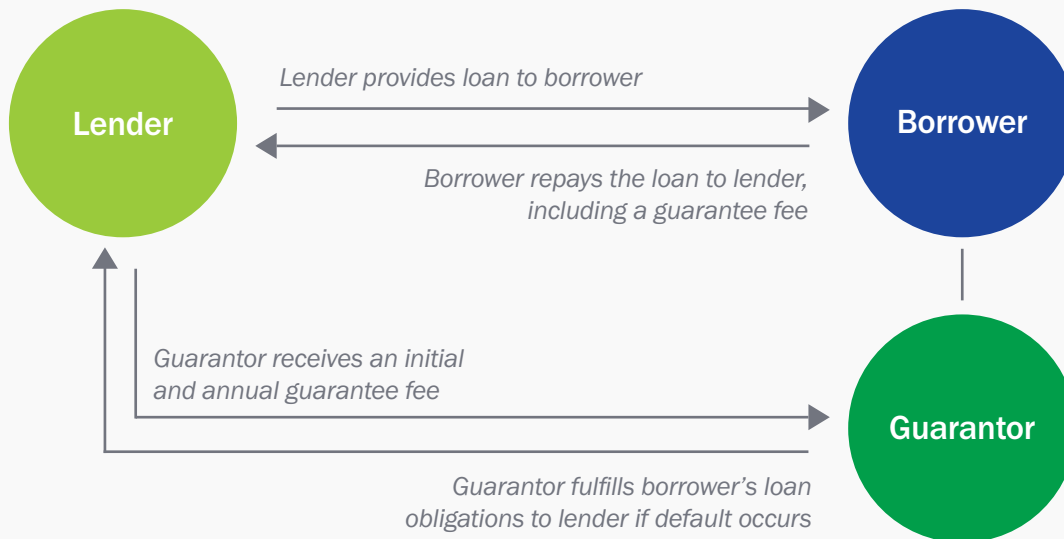 Lender provides loan to borrower
Lender
Borrower
Borrower repays the loan to lender,
including a guarantee fee
Guarantor receives an initial
and annual guarantee fee
Guarantor
Guarantor fulfills borrower’s loan
obligations to lender if default occurs